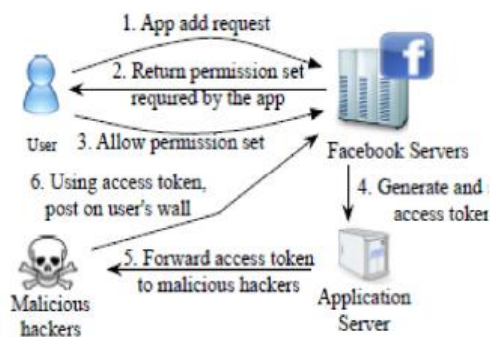 1. App add request
2. Return permission set
required by the app
User
3. Allow permission set
f
Facebook Servers
6. Using access token,
post on user's wall
4. Generate and
access token
5. Forward access token
to malicious hackers
Malicious
hackers
Application
Server